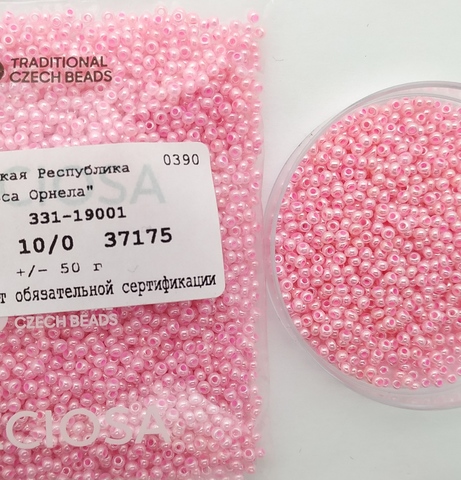 TRADITIONAL
CZECH BEADS
0390
кая Республика
са Орнела"
331-19001
10/0 37175
+/- 50 г
т обязательной сертификации
CZECH BEADS
CIOSA